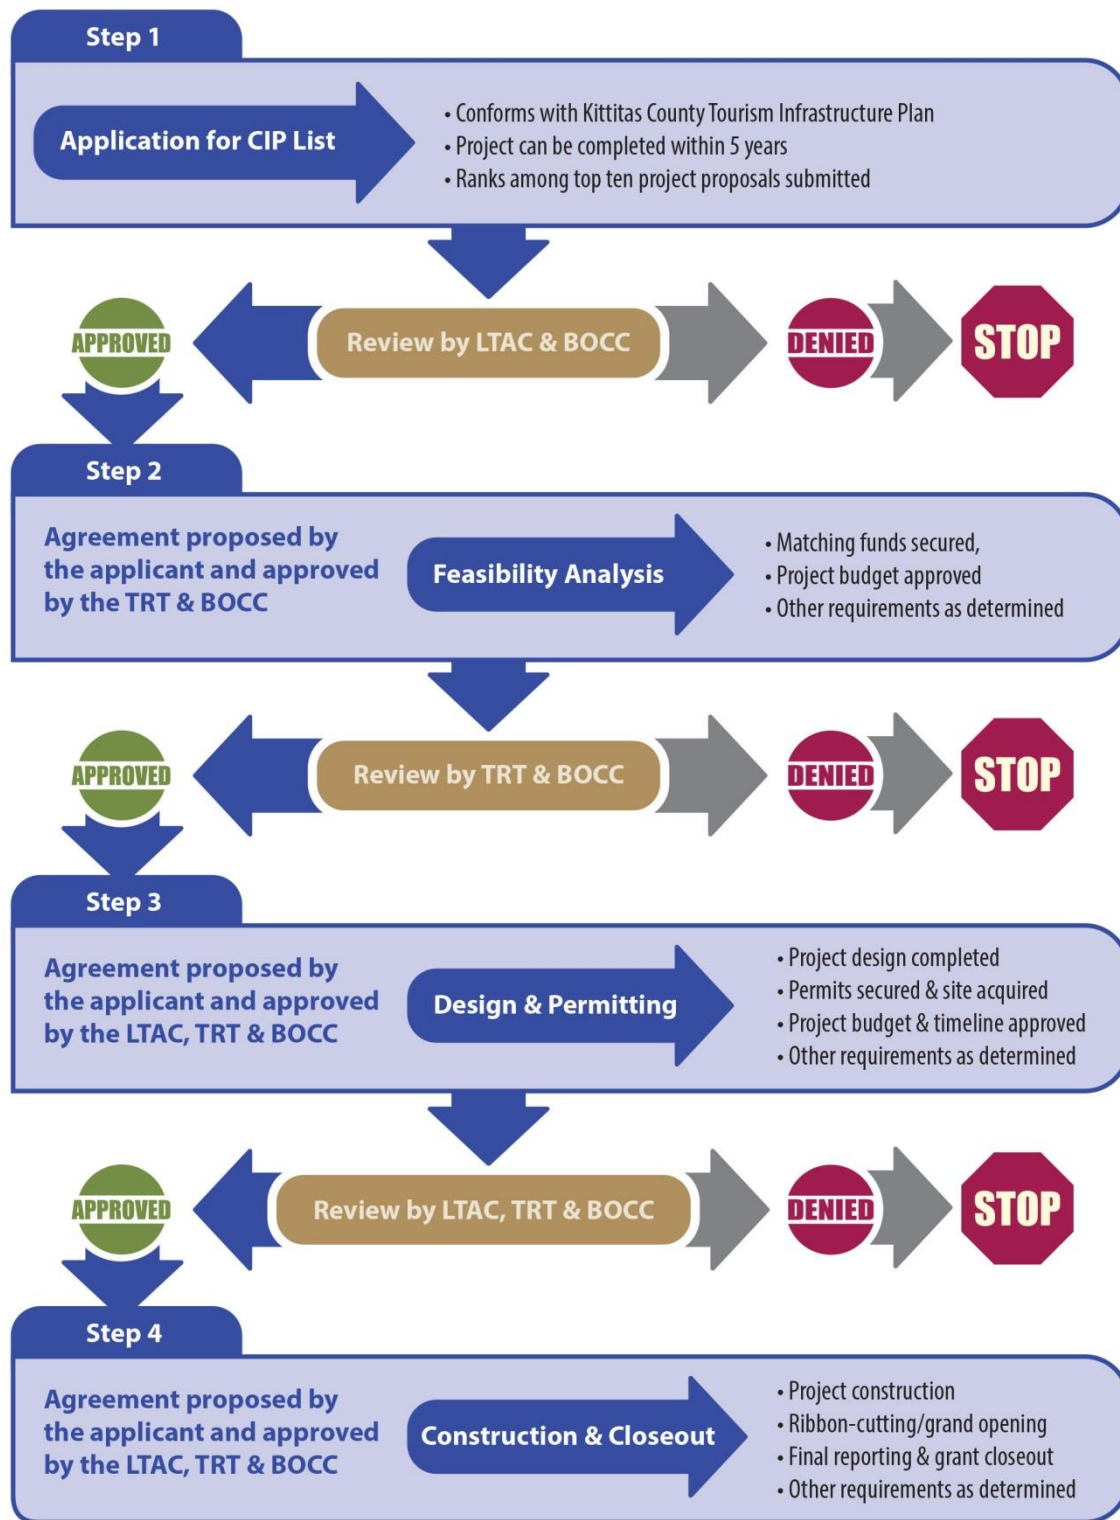 Step 1
Application for CIP List
• Conforms with Kittitas County Tourism Infrastructure Plan
• Project can be completed within 5 years
• Ranks among top ten project proposals submitted
APPROVED
Review by LTAC & BOCC
DENIED
STOP
Step 2
Agreement proposed by
the applicant and approved
by the TRT & BOCC
Feasibility Analysis
• Matching funds secured,
• Project budget approved
• Other requirements as determined
APPROVED
Review by TRT & BOCC
DENIED
STOP
Step 3
Agreement proposed by
the applicant and approved
by the LTAC, TRT & BOCC
Design & Permitting
• Project design completed
• Permits secured & site acquired
• Project budget & timeline approved
• Other requirements as determined
APPROVED
Review by LTAC, TRT & BOCC
DENIED
STOP
Step 4
Agreement proposed by
the applicant and approved
by the LTAC, TRT & BOCC
Construction & Closeout
• Project construction
• Ribbon-cutting/grand opening
• Final reporting & grant closeout
• Other requirements as determined